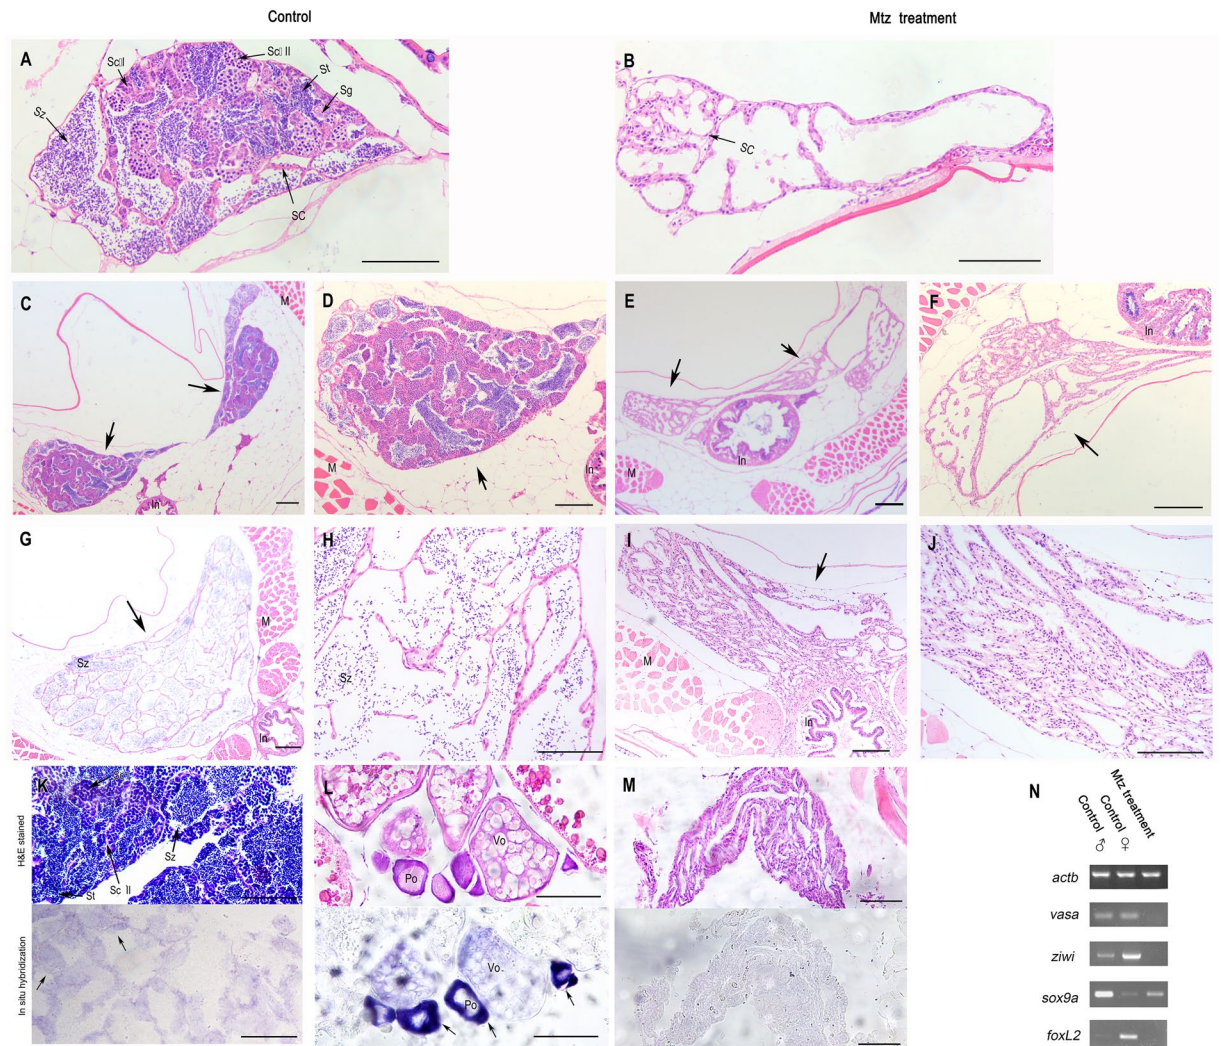 Control
Mtz treatment
A
Sc I
Sc II
St
Sg
Sz
SC
B
SC
C
M
In
D
M
In
E
M
In
F
In
G
M
Sz
In
H
Sz
I
M
In
J
H&E stained
K
Sz
Sc II
St
L
Vo
Po
M
In situ hybridization
Vo
Po
N
Control ♂
Control ♀
Mtz treatment
actb
vasa
ziwi
sox9a
foxL2